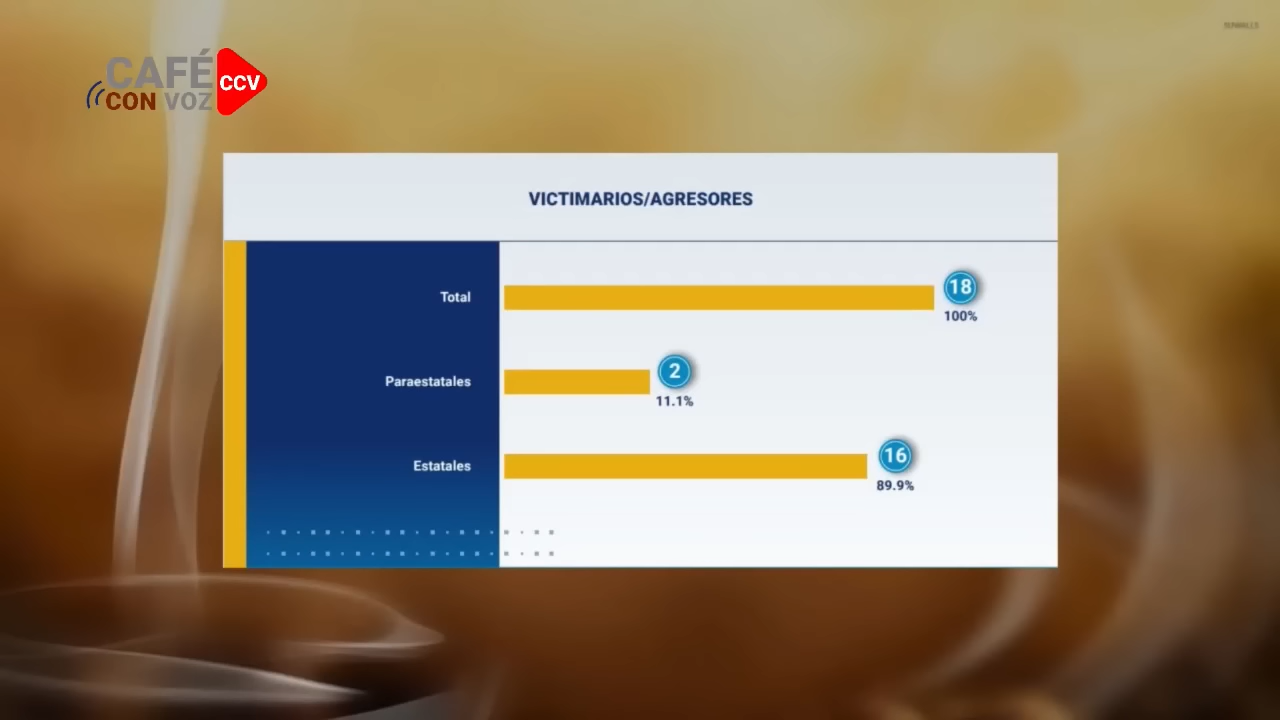 CAFÉ
CON VOZ
CCV
VICTIMARIOS/AGRESORES
Total
18
100%
Paraestatales
2
11.1%
Estatales
16
89.9%